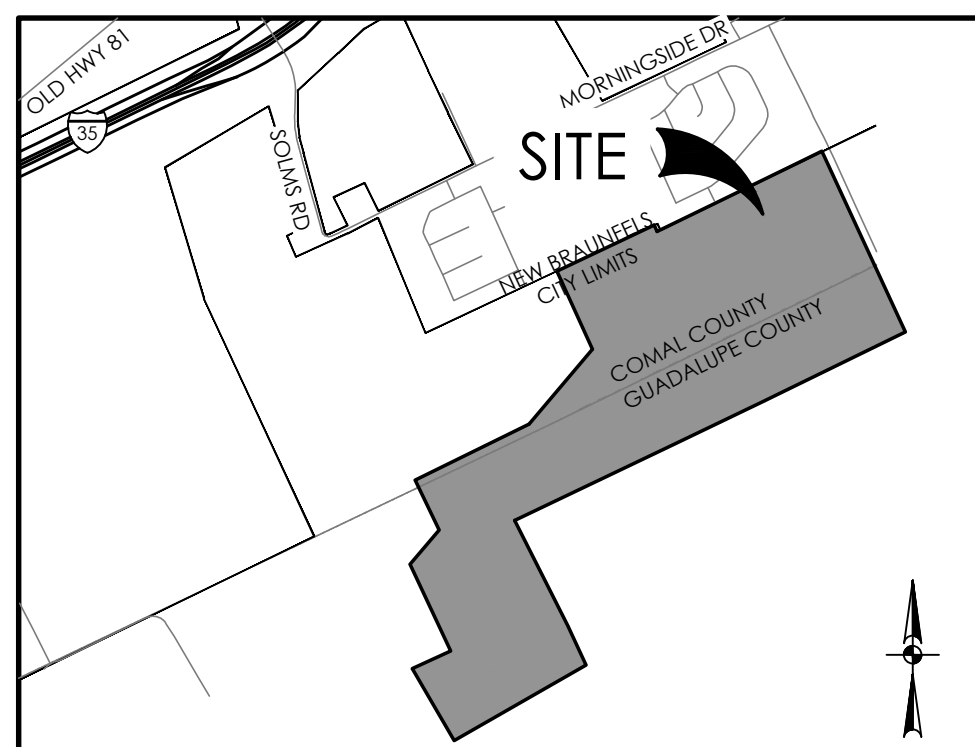 OLD HWY 81
35
SOLMS RD
MORNINGSIDE DR
SITE
NEW BRAUNFELS
CITY LIMITS
COMAL COUNTY
GUADALUPE COUNTY